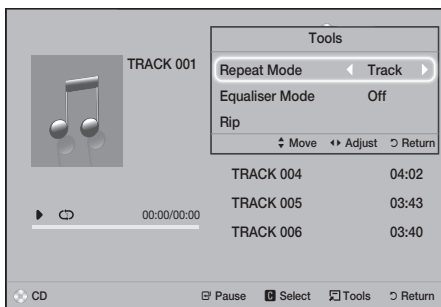 Tools
TRACK 001
Repeat Mode Track
Equaliser Mode Off
Rip
Move Adjust Return
TRACK 004 04:02
TRACK 005 03:43
00:00/00:00
TRACK 006 03:40
CD Pause C Select Tools Return